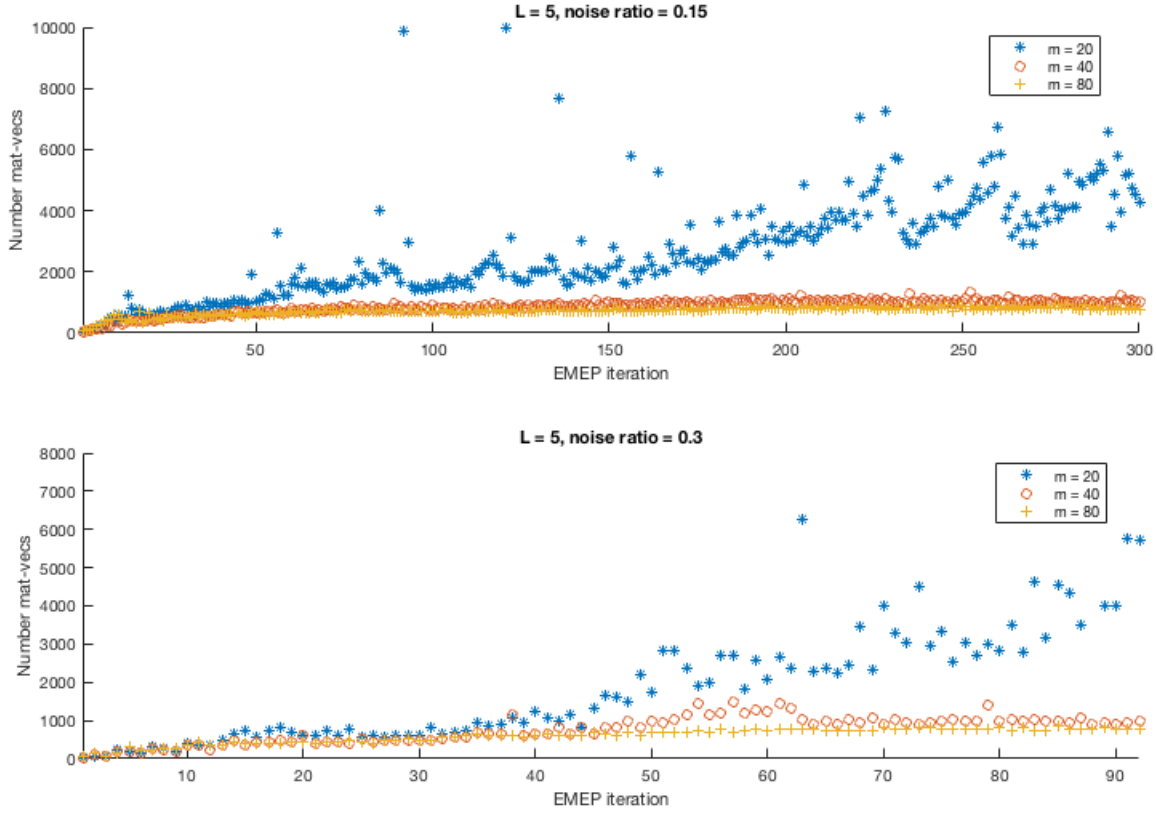 L = 5, noise ratio = 0.15
10000
8000
6000
4000
2000
0
Number mat-vecs
m = 20
m = 40
m = 80
50
100
150
200
250
300
EMEP iteration
L = 5, noise ratio = 0.3
8000
7000
6000
5000
4000
3000
2000
1000
0
Number mat-vecs
m = 20
m = 40
m = 80
10
20
30
40
50
60
70
80
90
EMEP iteration